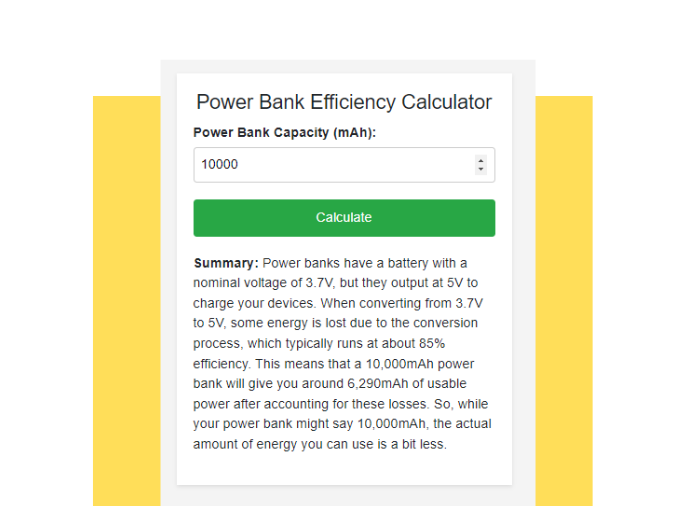 Power Bank Efficiency Calculator
Power Bank Capacity (mAh):
10000
Calculate
Summary: Power banks have a battery with a
nominal voltage of 3.7V, but they output at 5V to
charge your devices. When converting from 3.7V
to 5V, some energy is lost due to the conversion
process, which typically runs at about 85%
efficiency. This means that a 10,000mAh power
bank will give you around 6,290mAh of usable
power after accounting for these losses. So, while
your power bank might say 10,000mAh, the actual
amount of energy you can use is a bit less.